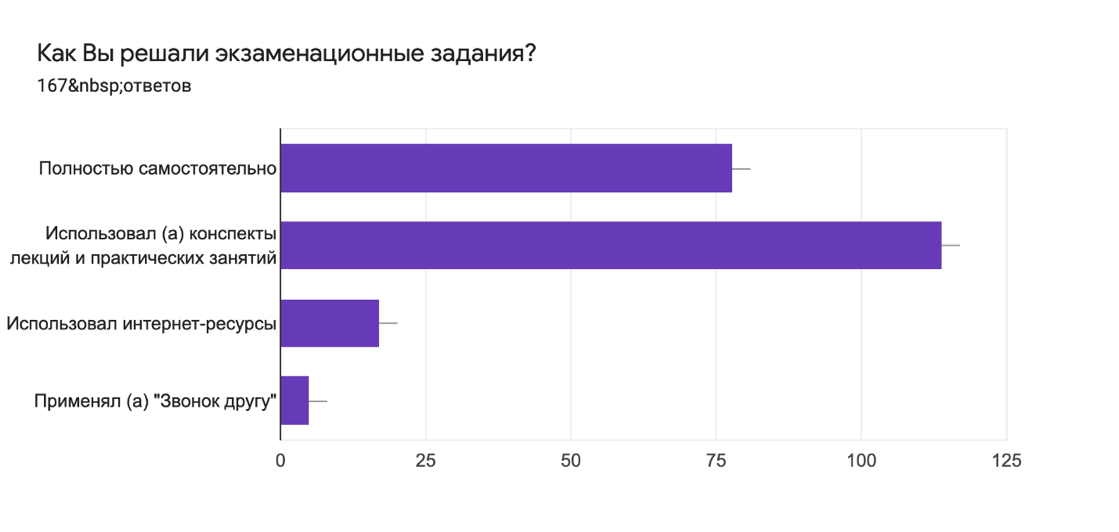 Как Вы решали экзаменационные задания?
167&nbsp;ответов
Полностью самостоятельно
Использовал (а) конспекты
лекций и практических занятий
Использовал интернет-ресурсы
Применял (а) "Звонок другу"
0 25 50 75 100 125